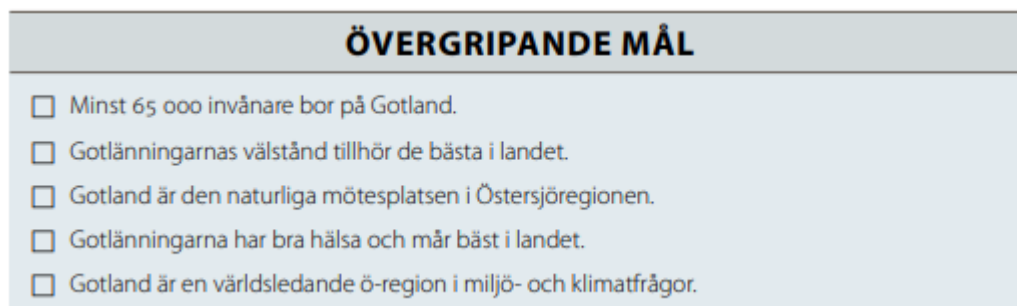 ÖVERGRIPANDE MÅL
Minst 65 000 invånare bor på Gotland.
Gotlänningarnas välstånd tillhör de bästa i landet.
Gotland är den naturliga mötesplatsen i Östersjöregionen.
Gotlänningarna har bra hälsa och mår bäst i landet.
Gotland är en världsledande ö-region i miljö- och klimatfrågor.